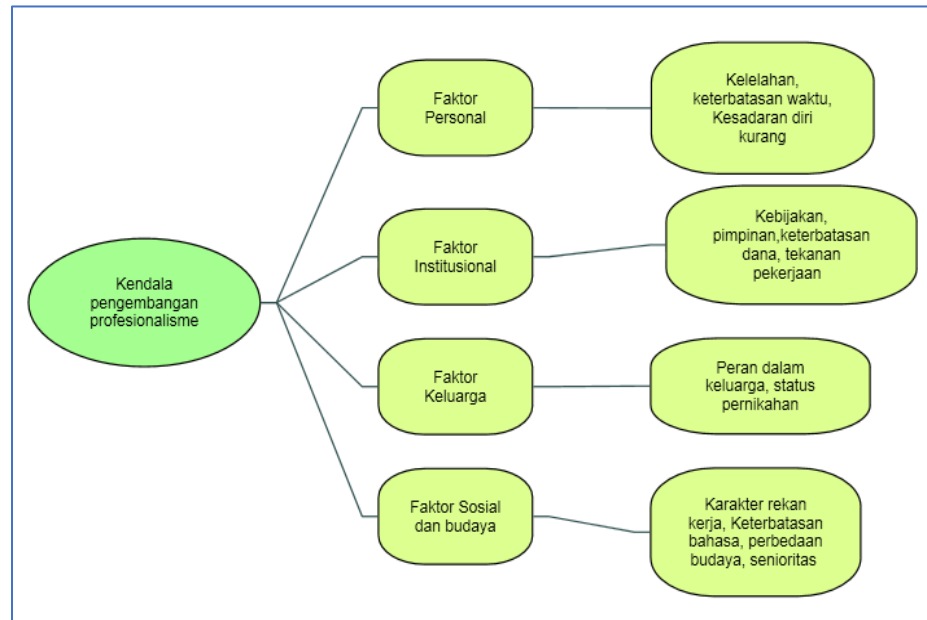 Kendala
pengembangan
profesionalisme
Faktor
Personal
Kelelahan,
keterbatasan waktu,
Kesadaran diri
kurang
Faktor
Institusional
Kebijakan,
pimpinan,keterbatasan
dana, tekanan
pekerjaan
Faktor
Keluarga
Peran dalam
keluarga, status
pernikahan
Faktor Sosial
dan budaya
Karakter rekan
kerja, Keterbatasan
bahasa, perbedaan
budaya, senioritas